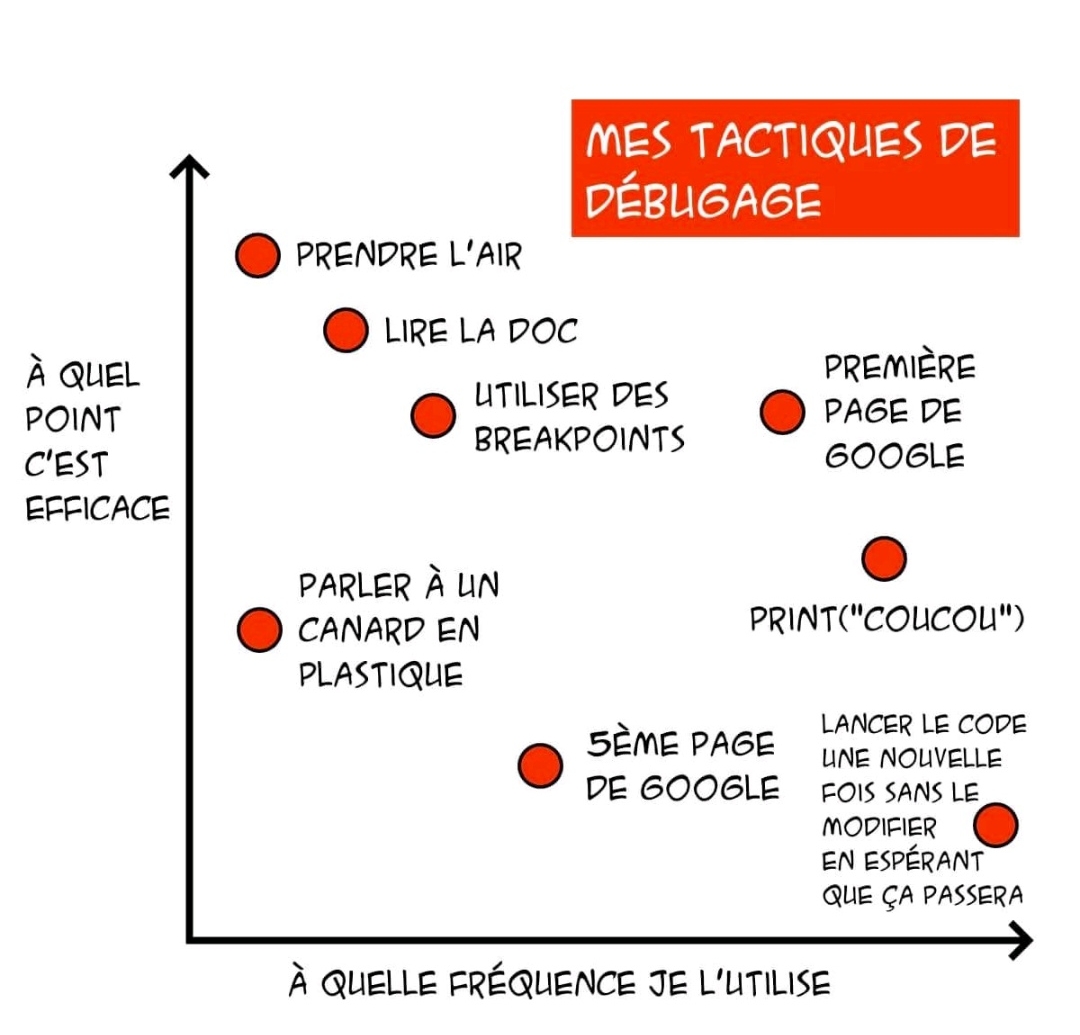 MES TACTIQUES DE
DÉBUGAGE
PRENDRE L'AIR
LIRE LA DOC
UTILISER DES
BREAKPOINTS
PREMIÈRE
PAGE DE
GOOGLE
À QUEL
POINT
C'EST
EFFICACE
PARLER À UN
CANARD EN
PLASTIQUE
PRINT("COUCOU")
5ÈME PAGE
DE GOOGLE
LANCER LE CODE
UNE NOUVELLE
FOIS SANS LE
MODIFIER
EN ESPÉRANT
QUE ÇA PASSERA
À QUELLE FRÉQUENCE JE L'UTILISE